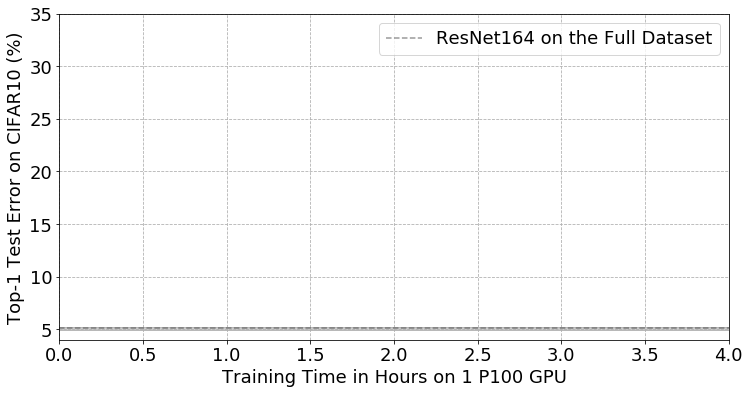 35
ResNet164 on the Full Dataset
30
25
20
15
10
5
Top-1 Test Error on CIFAR10 (%)
0.0 0.5 1.0 1.5 2.0 2.5 3.0 3.5 4.0
Training Time in Hours on 1 P100 GPU